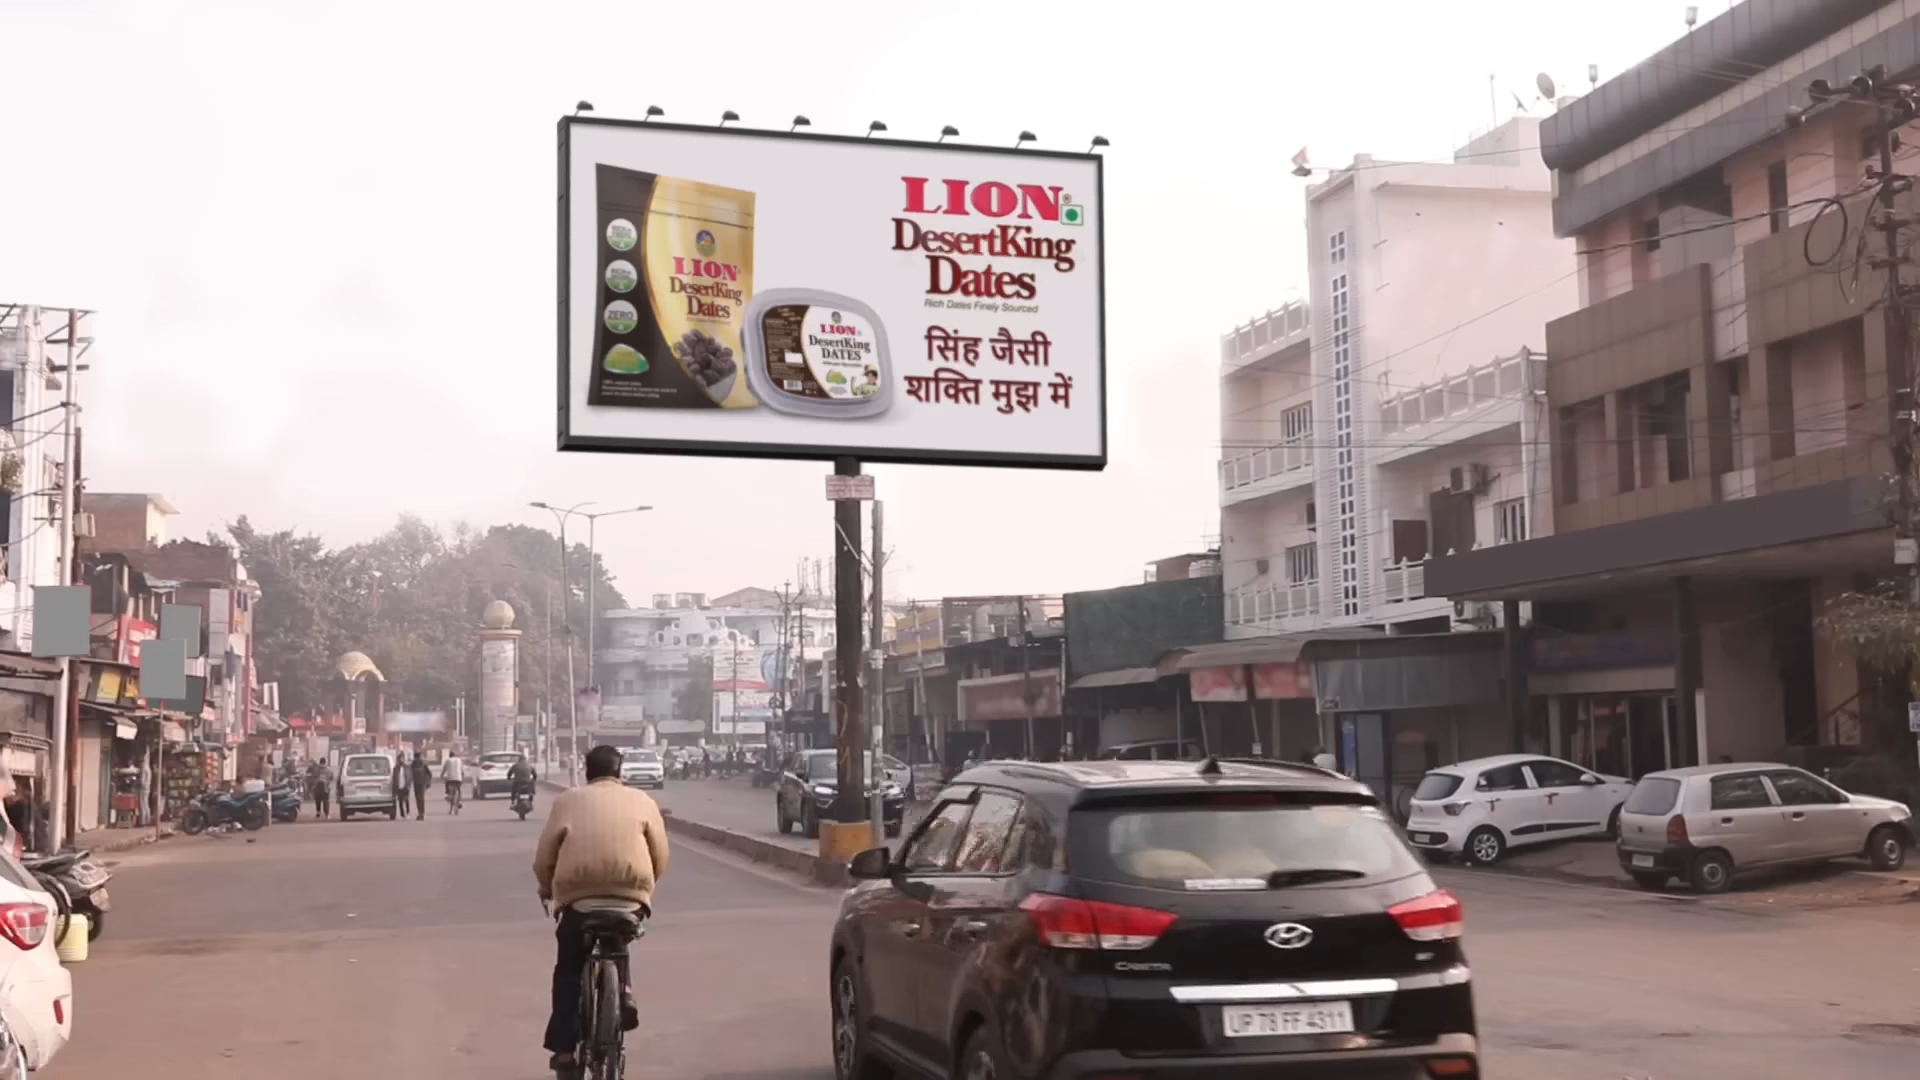 LION
DesertKing
Dates
Rich Dates Finely Sourced
सिंह जैसी
शक्ति मुझ में
LION
DesertKing
Dates
ZERO
LION
DesertKing
DATES
CRETA
UP 78 FF 4311